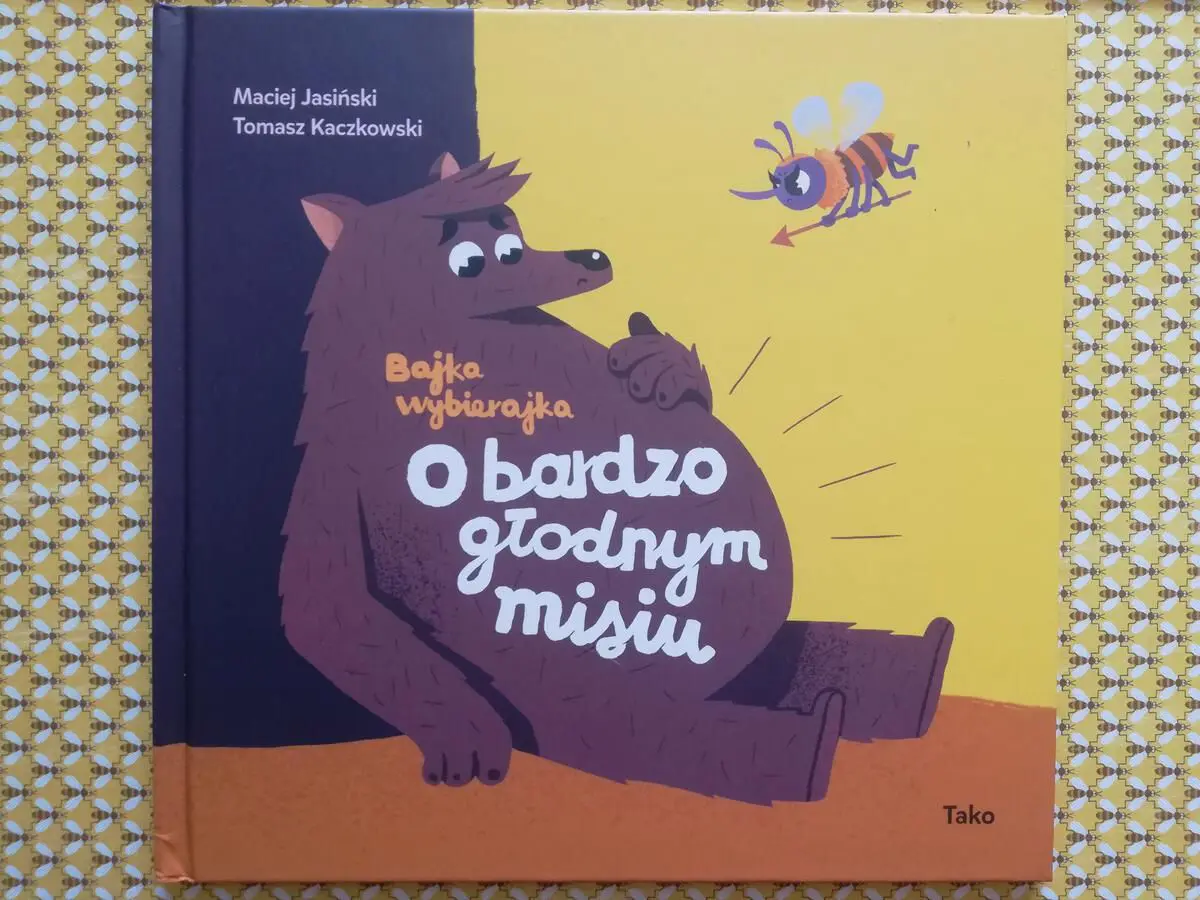 Maciej Jasiński
Tomasz Kaczkowski
Bajka
wybierajka
O bardzo
głodnym
misiu
Tako